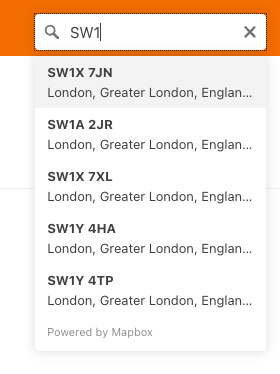 SW1
SW1X 7JN
London, Greater London, Englan...
SW1A 2JR
London, Greater London, Englan...
SW1X 7XL
London, Greater London, Englan...
SW1Y 4HA
London, Greater London, Englan...
SW1Y 4TP
London, Greater London, Englan...
Powered by Mapbox